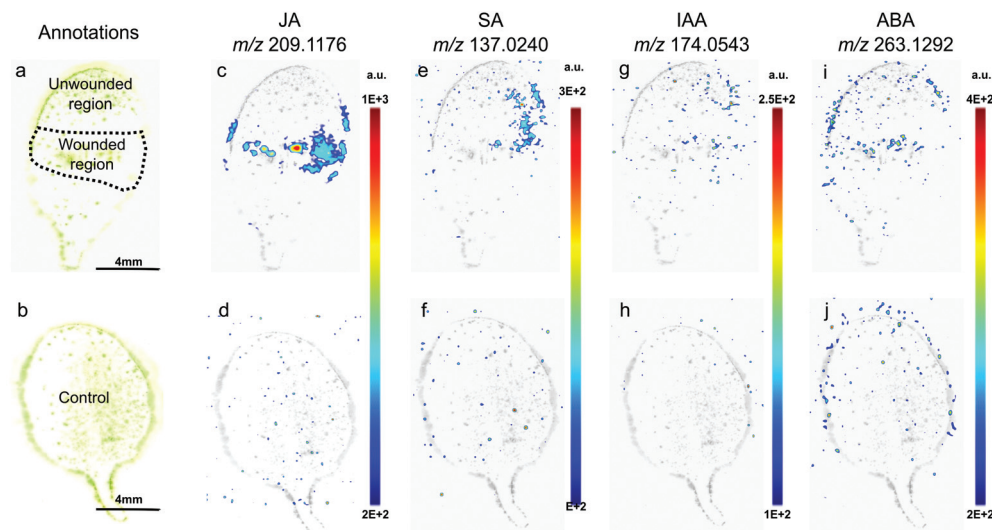 Annotations
JA
m/z 209.1176
SA
m/z 137.0240
IAA
m/z 174.0543
ABA
m/z 263.1292
a
Unwounded
region
Wounded
region
4mm
c
a.u.
1E+3
e
a.u.
3E+2
g
a.u.
2.5E+2
i
a.u.
4E+2
b
Control
4mm
d
2E+2
f
E+2
h
1E+2
j
2E+2